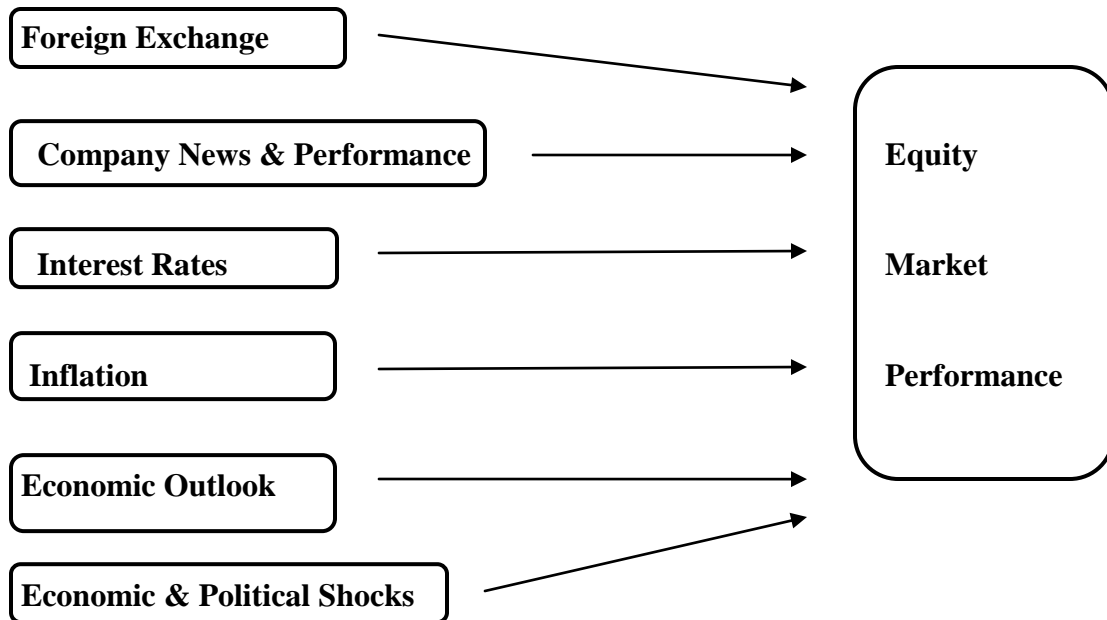 Foreign Exchange
Company News & Performance
Interest Rates
Inflation
Economic Outlook
Economic & Political Shocks
Equity
Market
Performance